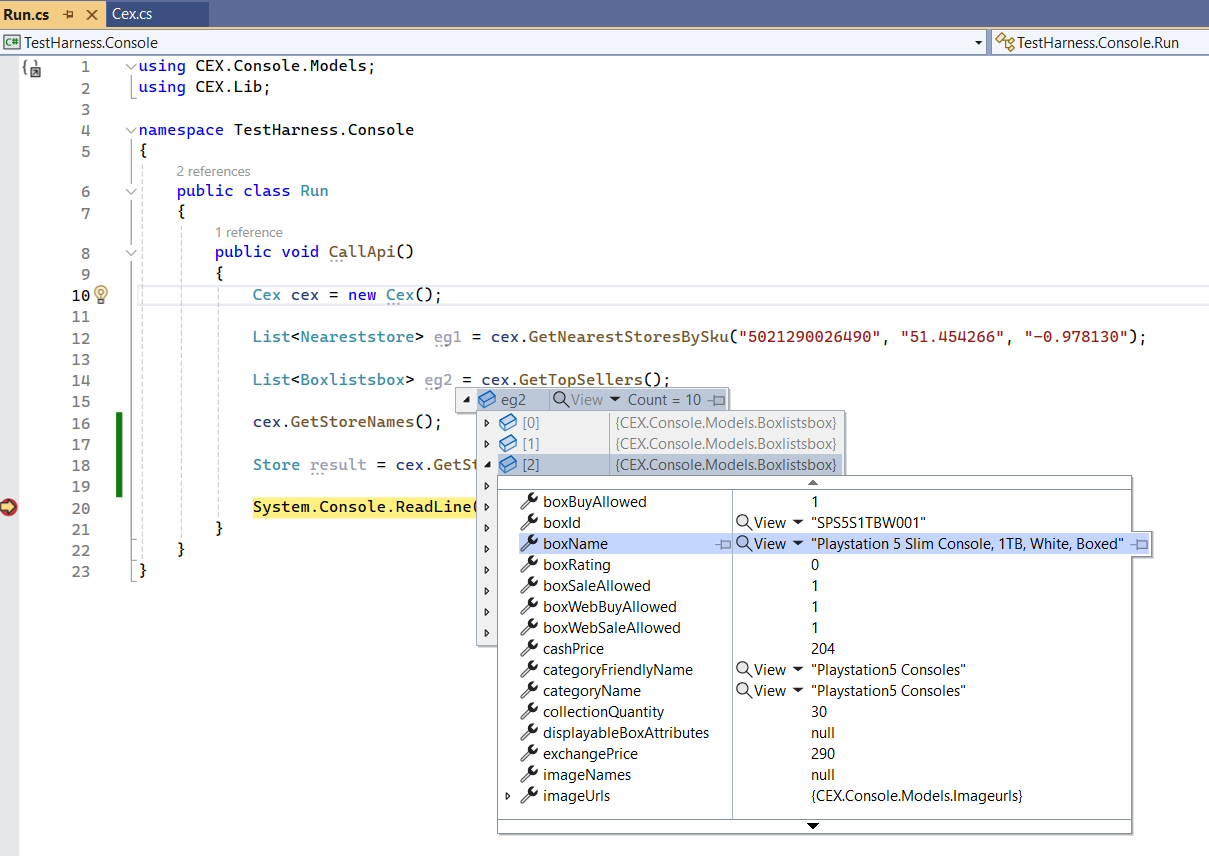 Run.cs Cex.cs
C# TestHarness.Console TestHarness.Console.Run
1 using CEX.Console.Models;
2 using CEX.Lib;
3
4 namespace TestHarness.Console
5 {
2 references
6 public class Run
7 {
1 reference
8 public void CallApi()
9 {
10 Cex cex = new Cex();
11
12 List<Neareststore> eg1 = cex.GetNearestStoresBySku("5021290026490", "51.454266", "-0.978130");
13
14 List<Boxlistsbox> eg2 = cex.GetTopSellers();
15 eg2 View Count = 10
16 cex.GetStoreNames(); [0] {CEX.Console.Models.Boxlistsbox}
17 [1] {CEX.Console.Models.Boxlistsbox}
18 Store result = cex.GetSt [2] {CEX.Console.Models.Boxlistsbox}
19
20 System.Console.ReadLine( boxBuyAllowed 1
21 } boxId View "SPS5S1TBW001"
22 } boxName View "Playstation 5 Slim Console, 1TB, White, Boxed"
23 } boxRating 0
boxSaleAllowed 1
boxWebBuyAllowed 1
boxWebSaleAllowed 1
cashPrice 204
categoryFriendlyName View "Playstation5 Consoles"
categoryName View "Playstation5 Consoles"
collectionQuantity 30
displayableBoxAttributes null
exchangePrice 290
imageNames null
imageUrls {CEX.Console.Models.Imageurls}